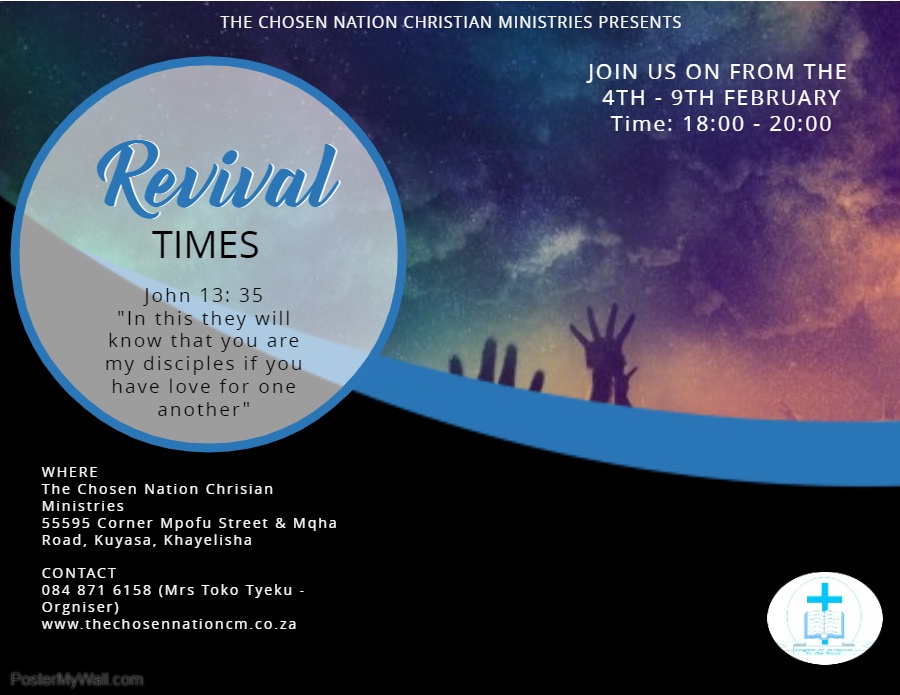 THE CHOSEN NATION CHRISTIAN MINISTRIES PRESENTS
JOIN US ON FROM THE
4TH - 9TH FEBRUARY
Time: 18:00 - 20:00
Revival
TIMES
John 13: 35
"In this they will
know that you are
my disciples if you
have love for one
another"
WHERE
The Chosen Nation Chrisian
Ministries
55595 Corner Mpofu Street & Mqha
Road, Kuyasa, Khayelisha
CONTACT
084 871 6158 (Mrs Toko Tyeku -
Orgniser)
www.thechosennationcm.co.za
PosterMyWall.com